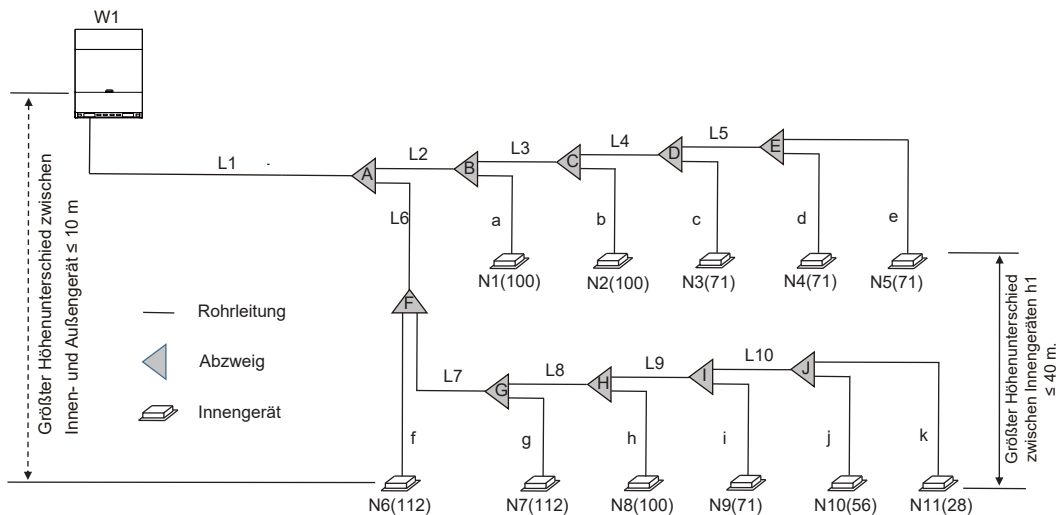 W1
Größter Höhenunterschied zwischen
Innen- und Außengerät ≤ 10 m
L1
A
L2
B
L3
C
L4
D
L5
E
L6
a
b
c
d
e
N1(100)
N2(100)
N3(71)
N4(71)
N5(71)
Rohrleitung
Abzweig
Innengerät
F
L7
G
L8
H
L9
I
L10
J
f
g
h
i
j
k
N6(112)
N7(112)
N8(100)
N9(71)
N10(56)
N11(28)
Größter Höhenunterschied
zwischen Innengeräten h1
≤ 40 m.